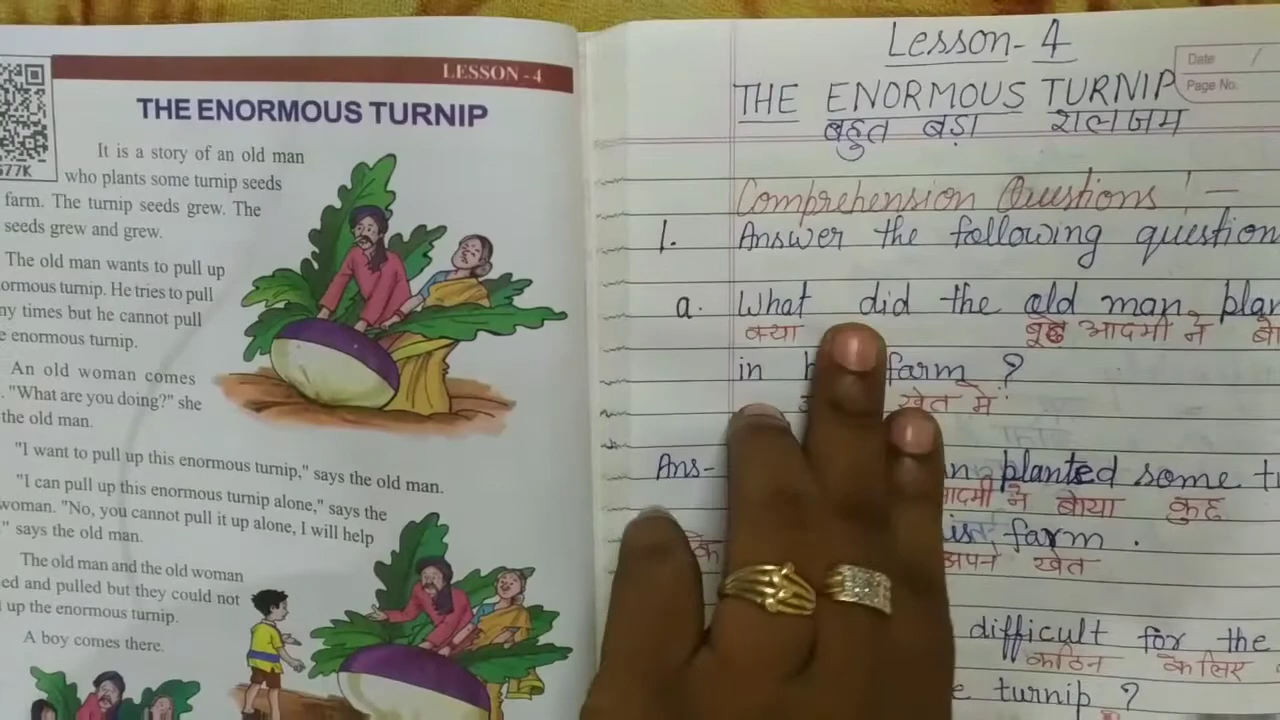 LESSON - 4
THE ENORMOUS TURNIP
677K
It is a story of an old man
who plants some turnip seeds
farm. The turnip seeds grew. The
seeds grew and grew.
The old man wants to pull up
ormous turnip. He tries to pull
ny times but he cannot pull
e enormous turnip.
An old woman comes
. "What are you doing?" she
the old man.
"I want to pull up this enormous turnip," says the old man.
"I can pull up this enormous turnip alone," says the
woman. "No, you cannot pull it up alone, I will help
" says the old man.
The old man and the old woman
ed and pulled but they could not
up the enormous turnip.
A boy comes there.
Lesson - 4
Date /
Page No.
THE ENORMOUS TURNIP
बहुत बड़ा शलजम
Comprehension Questions :-
1. Answer the following question
a. What did the old man plan
क्या बूढ़े आदमी ने बो
in farm ?
खेत में
Ans- planted some tu
आदमी ने बोया कुछ
is farm .
अपने खेत
difficult for the
कठिन के लिए
e turnip ?